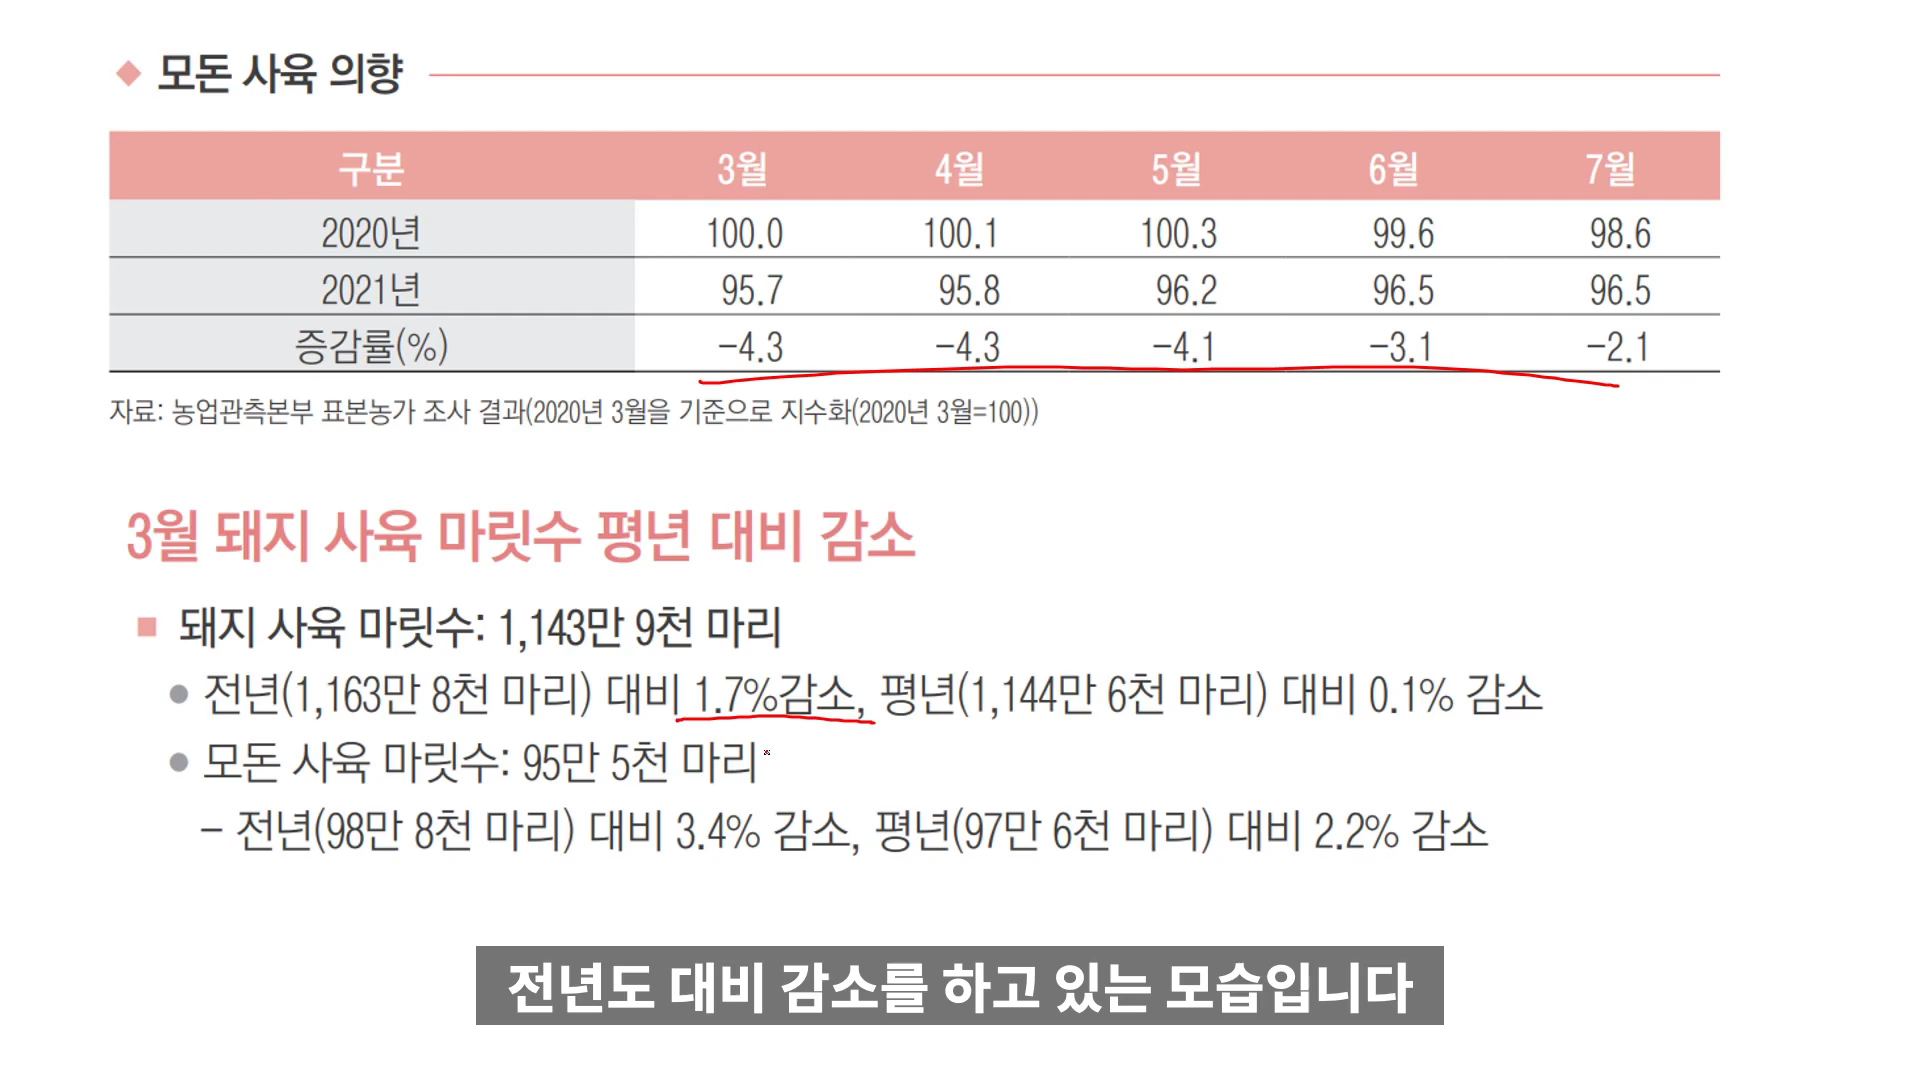 ◆ 모돈 사육 의향
구분 3월 4월 5월 6월 7월
2020년 100.0 100.1 100.3 99.6 98.6
2021년 95.7 95.8 96.2 96.5 96.5
증감률(%) -4.3 -4.3 -4.1 -3.1 -2.1
자료: 농업관측본부 표본농가 조사 결과(2020년 3월을 기준으로 지수화(2020년 3월=100))
3월 돼지 사육 마릿수 평년 대비 감소
■ 돼지 사육 마릿수: 1,143만 9천 마리
● 전년(1,163만 8천 마리) 대비 1.7%감소, 평년(1,144만 6천 마리) 대비 0.1% 감소
● 모돈 사육 마릿수: 95만 5천 마리
- 전년(98만 8천 마리) 대비 3.4% 감소, 평년(97만 6천 마리) 대비 2.2% 감소
전년도 대비 감소를 하고 있는 모습입니다